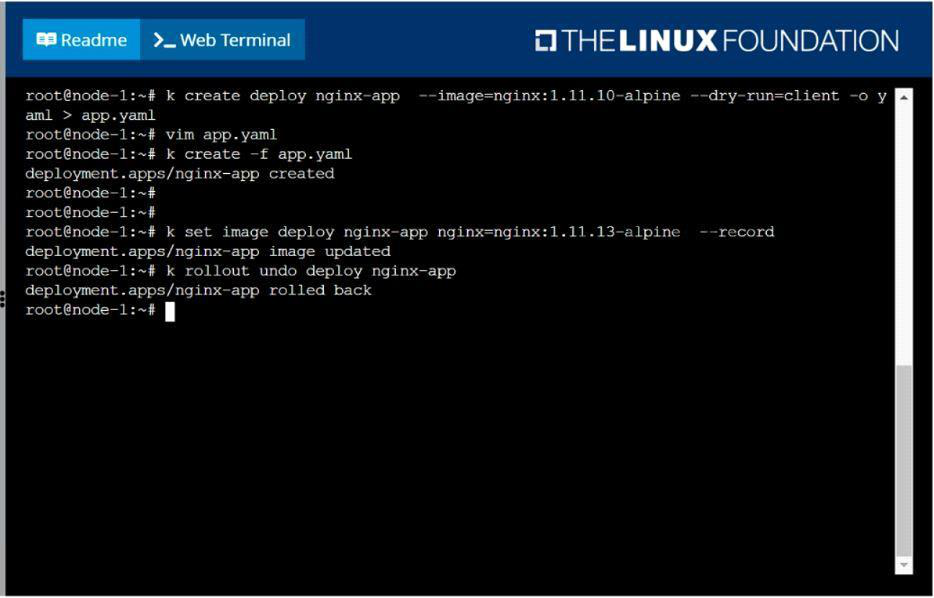 Readme
Web Terminal
THE LINUX FOUNDATION
root@node-1:~# k create deploy nginx-app  --image=nginx:1.11.10-alpine --dry-run=client -o y
aml > app.yaml
root@node-1:~# vim app.yaml
root@node-1:~# k create -f app.yaml
deployment.apps/nginx-app created
root@node-1:~#
root@node-1:~#
root@node-1:~# k set image deploy nginx-app nginx=nginx:1.11.13-alpine  --record
deployment.apps/nginx-app image updated
root@node-1:~# k rollout undo deploy nginx-app
deployment.apps/nginx-app rolled back
root@node-1:~#